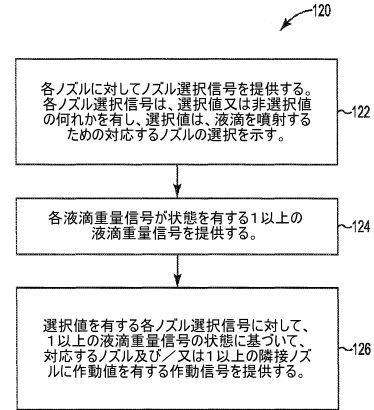 120
各ノズルに対してノズル選択信号を提供する。
各ノズル選択信号は、選択値又は非選択値
の何れかを有し、選択値は、液滴を噴射する
ための対応するノズルの選択を示す。
122
各液滴重量信号が状態を有する1以上の
液滴重量信号を提供する。
124
選択値を有する各ノズル選択信号に対して、
1以上の液滴重量信号の状態に基づいて、
対応するノズル及び/又は1以上の隣接ノズ
ルに作動値を有する作動信号を提供する。
126